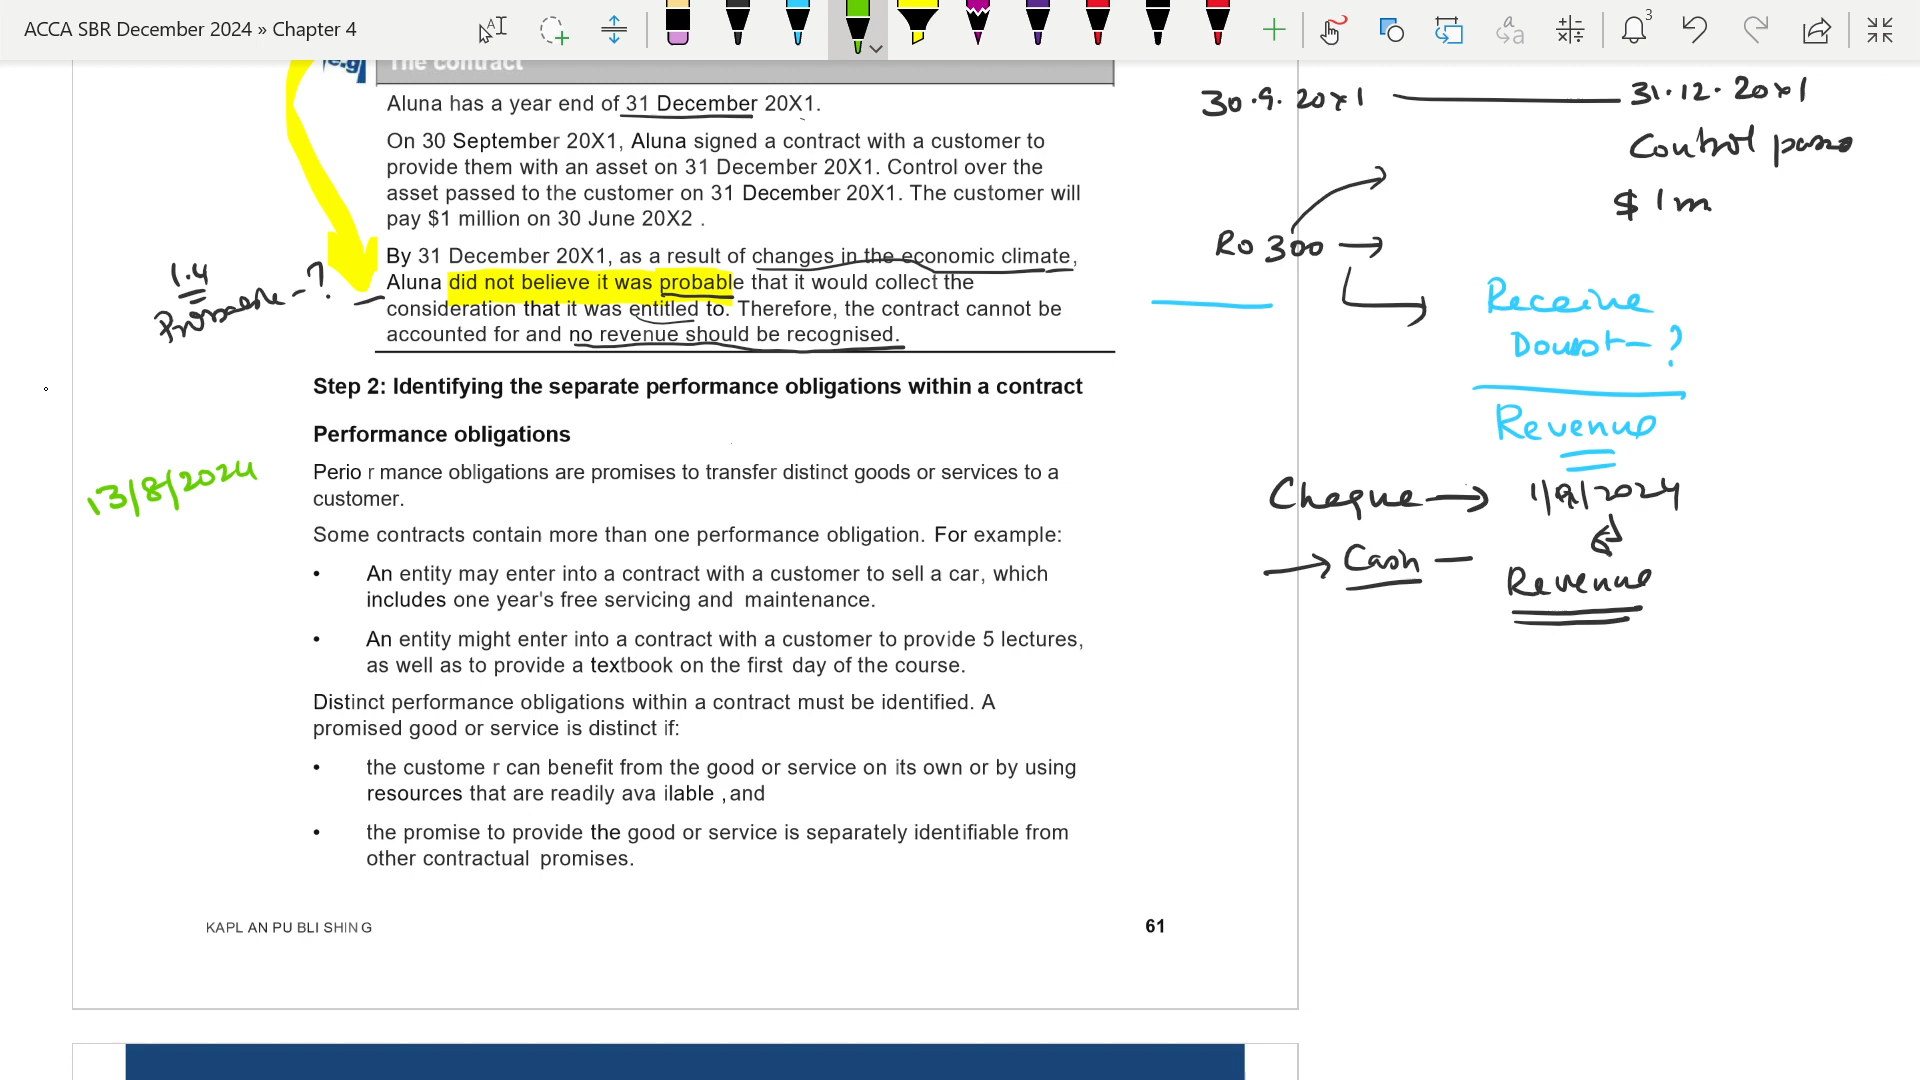 ACCA SBR December 2024 » Chapter 4
3
e.g
The contract
Aluna has a year end of 31 December 20X1.
On 30 September 20X1, Aluna signed a contract with a customer to
provide them with an asset on 31 December 20X1. Control over the
asset passed to the customer on 31 December 20X1. The customer will
pay $1 million on 30 June 20X2 .
By 31 December 20X1, as a result of changes in the economic climate,
Aluna did not believe it was probable that it would collect the
consideration that it was entitled to. Therefore, the contract cannot be
accounted for and no revenue should be recognised.
1.4
Probable - ?
Step 2: Identifying the separate performance obligations within a contract
Performance obligations
Perio r mance obligations are promises to transfer distinct goods or services to a
customer.
13/8/2024
Some contracts contain more than one performance obligation. For example:
• An entity may enter into a contract with a customer to sell a car, which
includes one year's free servicing and maintenance.
• An entity might enter into a contract with a customer to provide 5 lectures,
as well as to provide a textbook on the first day of the course.
Distinct performance obligations within a contract must be identified. A
promised good or service is distinct if:
• the custome r can benefit from the good or service on its own or by using
resources that are readily ava ilable ,and
• the promise to provide the good or service is separately identifiable from
other contractual promises.
KAPL AN PU BLI SHIN G
61
30.9.20x1
31.12.20x1
Control pass
$ 1m
RO 300
Receive
Doubt - ?
Revenue
Cheque → 1/9/2024
→ Cash -
Revenue